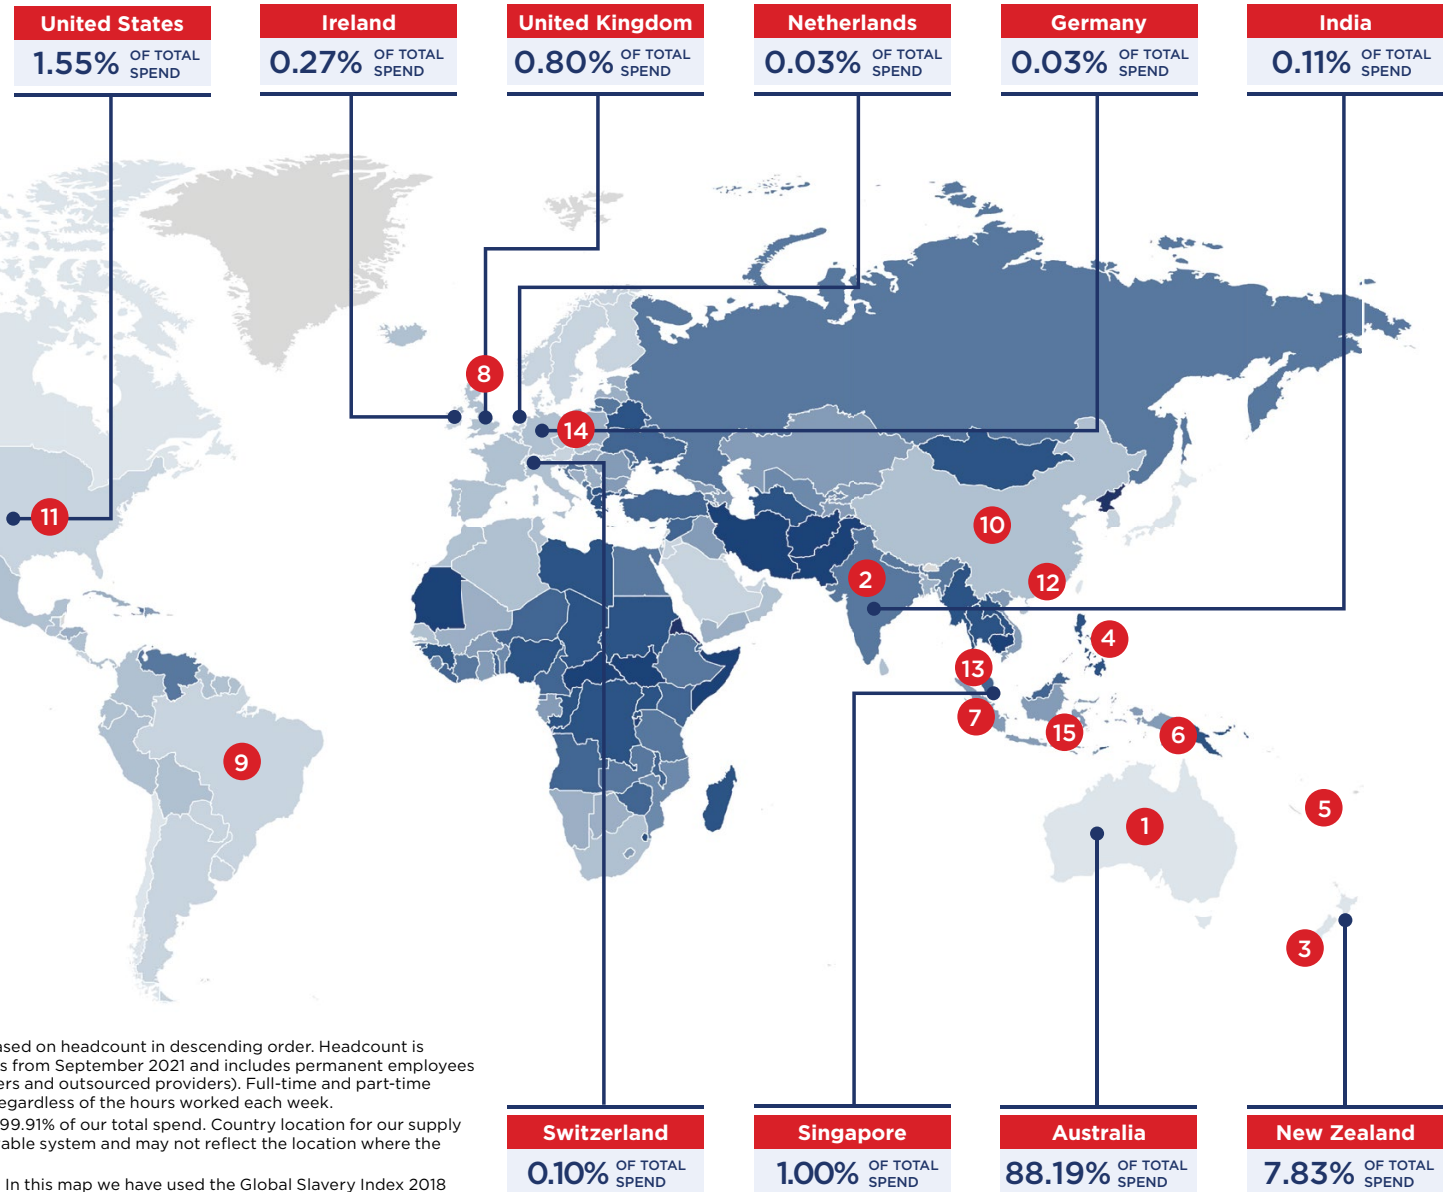 United States
1.55% OF TOTAL SPEND
Ireland
0.27% OF TOTAL SPEND
United Kingdom
0.80% OF TOTAL SPEND
Netherlands
0.03% OF TOTAL SPEND
Germany
0.03% OF TOTAL SPEND
India
0.11% OF TOTAL SPEND
8
14
11
10
2
12
4
13
7
15
6
9
5
1
3
ased on headcount in descending order. Headcount is
s from September 2021 and includes permanent employees
ers and outsourced providers). Full-time and part-time
egardless of the hours worked each week.
99.91% of our total spend. Country location for our supply
able system and may not reflect the location where the
In this map we have used the Global Slavery Index 2018
Switzerland
0.10% OF TOTAL SPEND
Singapore
1.00% OF TOTAL SPEND
Australia
88.19% OF TOTAL SPEND
New Zealand
7.83% OF TOTAL SPEND